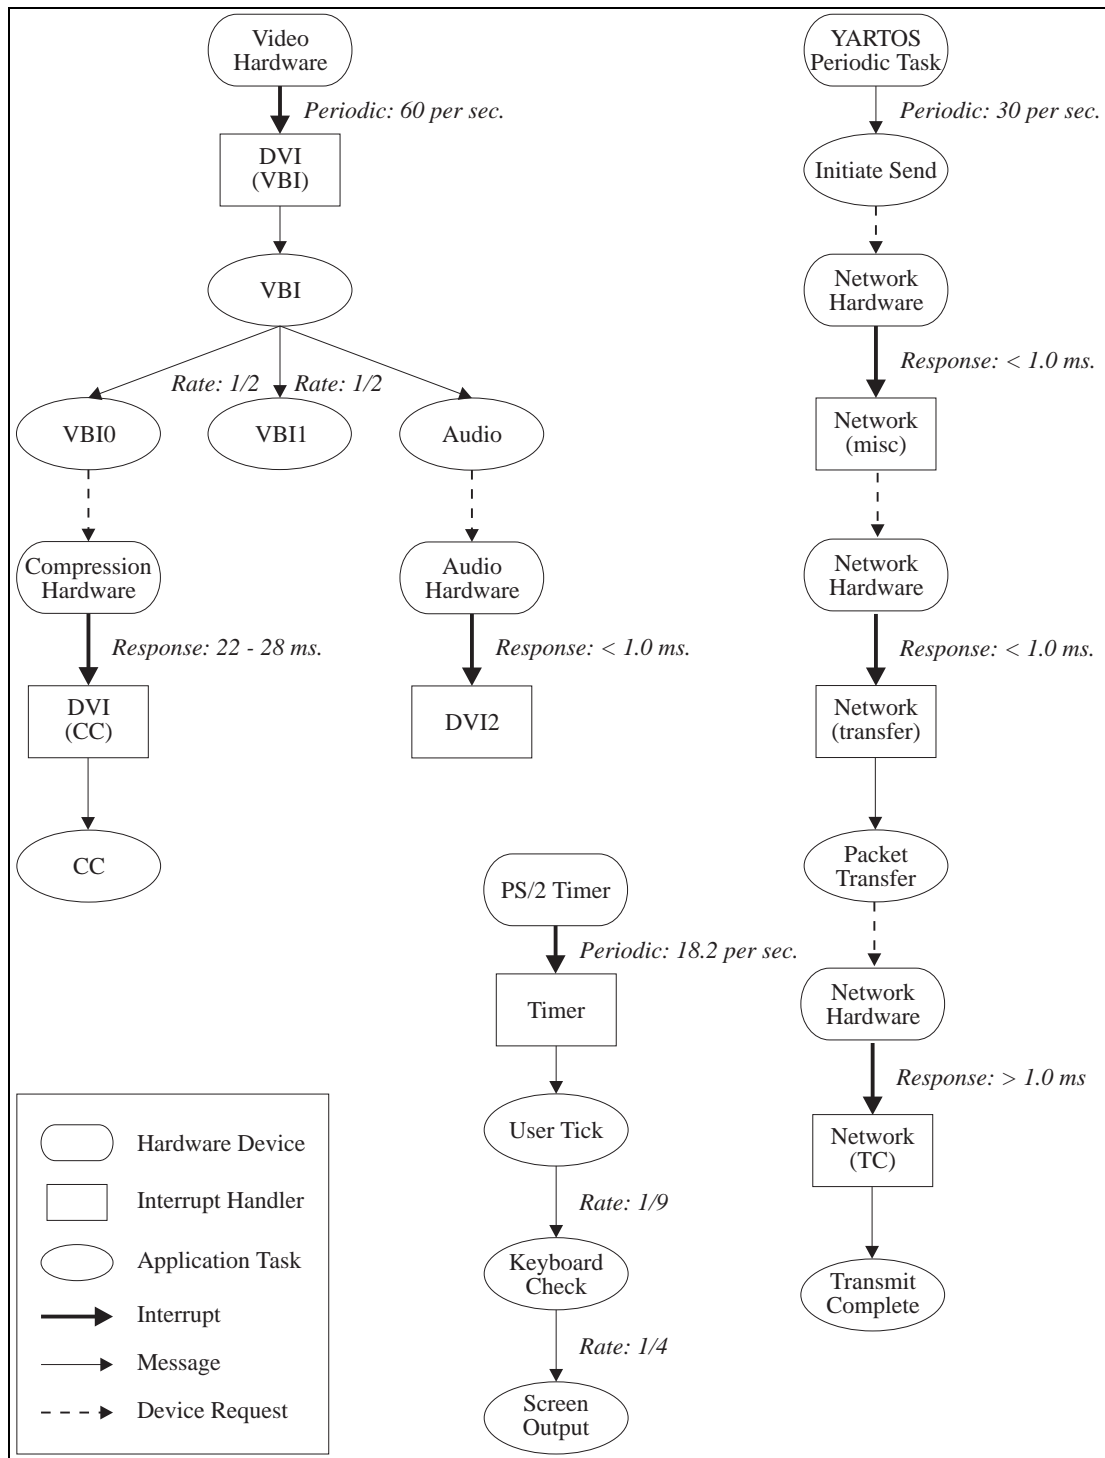 Video
Hardware
Periodic: 60 per sec.
DVI
(VBI)
VBI
Rate: 1/2
Rate: 1/2
VBI0
VBI1
Audio
Compression
Hardware
Audio
Hardware
Response: 22 - 28 ms.
Response: < 1.0 ms.
DVI
(CC)
DVI2
CC
YARTOS
Periodic Task
Periodic: 30 per sec.
Initiate Send
Network
Hardware
Response: < 1.0 ms.
Network
(misc)
Network
Hardware
Response: < 1.0 ms.
Network
(transfer)
Packet
Transfer
Network
Hardware
Response: > 1.0 ms
Network
(TC)
Transmit
Complete
PS/2 Timer
Periodic: 18.2 per sec.
Timer
User Tick
Rate: 1/9
Keyboard
Check
Rate: 1/4
Screen
Output
Hardware Device
Interrupt Handler
Application Task
Interrupt
Message
Device Request